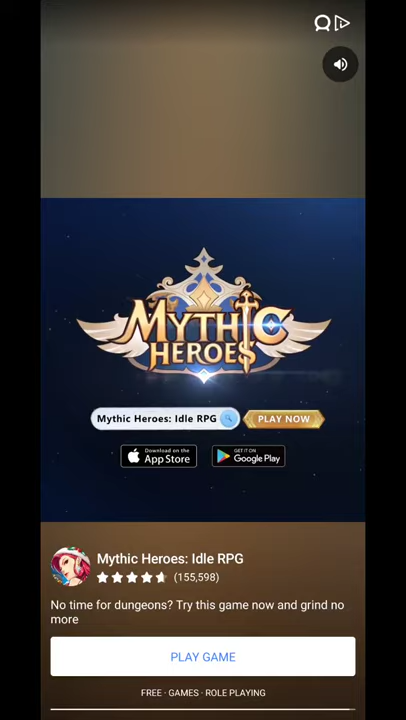 MYTHIC
HEROES
Mythic Heroes: Idle RPG
PLAY NOW
Download on the
App Store
GET IT ON
Google Play
Mythic Heroes: Idle RPG
(155,598)
No time for dungeons? Try this game now and grind no
more
PLAY GAME
FREE · GAMES · ROLE PLAYING